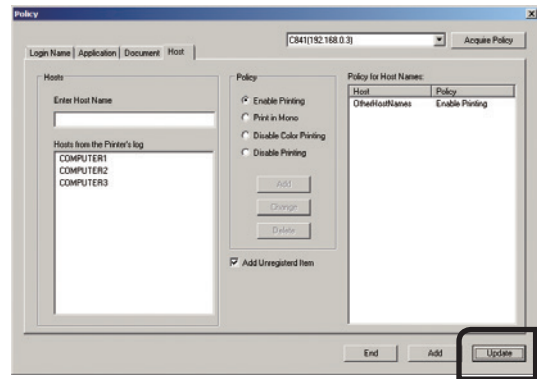 Policy
C841(192.168.0.3)
Acquire Policy
Login Name
Application
Document
Host
Hosts
Enter Host Name
Hosts from the Printer's log
COMPUTER1
COMPUTER2
COMPUTER3
Policy
Enable Printing
Print in Mono
Disable Color Printing
Disable Printing
Add
Change
Delete
Add Unregisterd Item
Policy for Host Names:
Host Policy
OtherHostNames Enable Printing
End
Add
Update